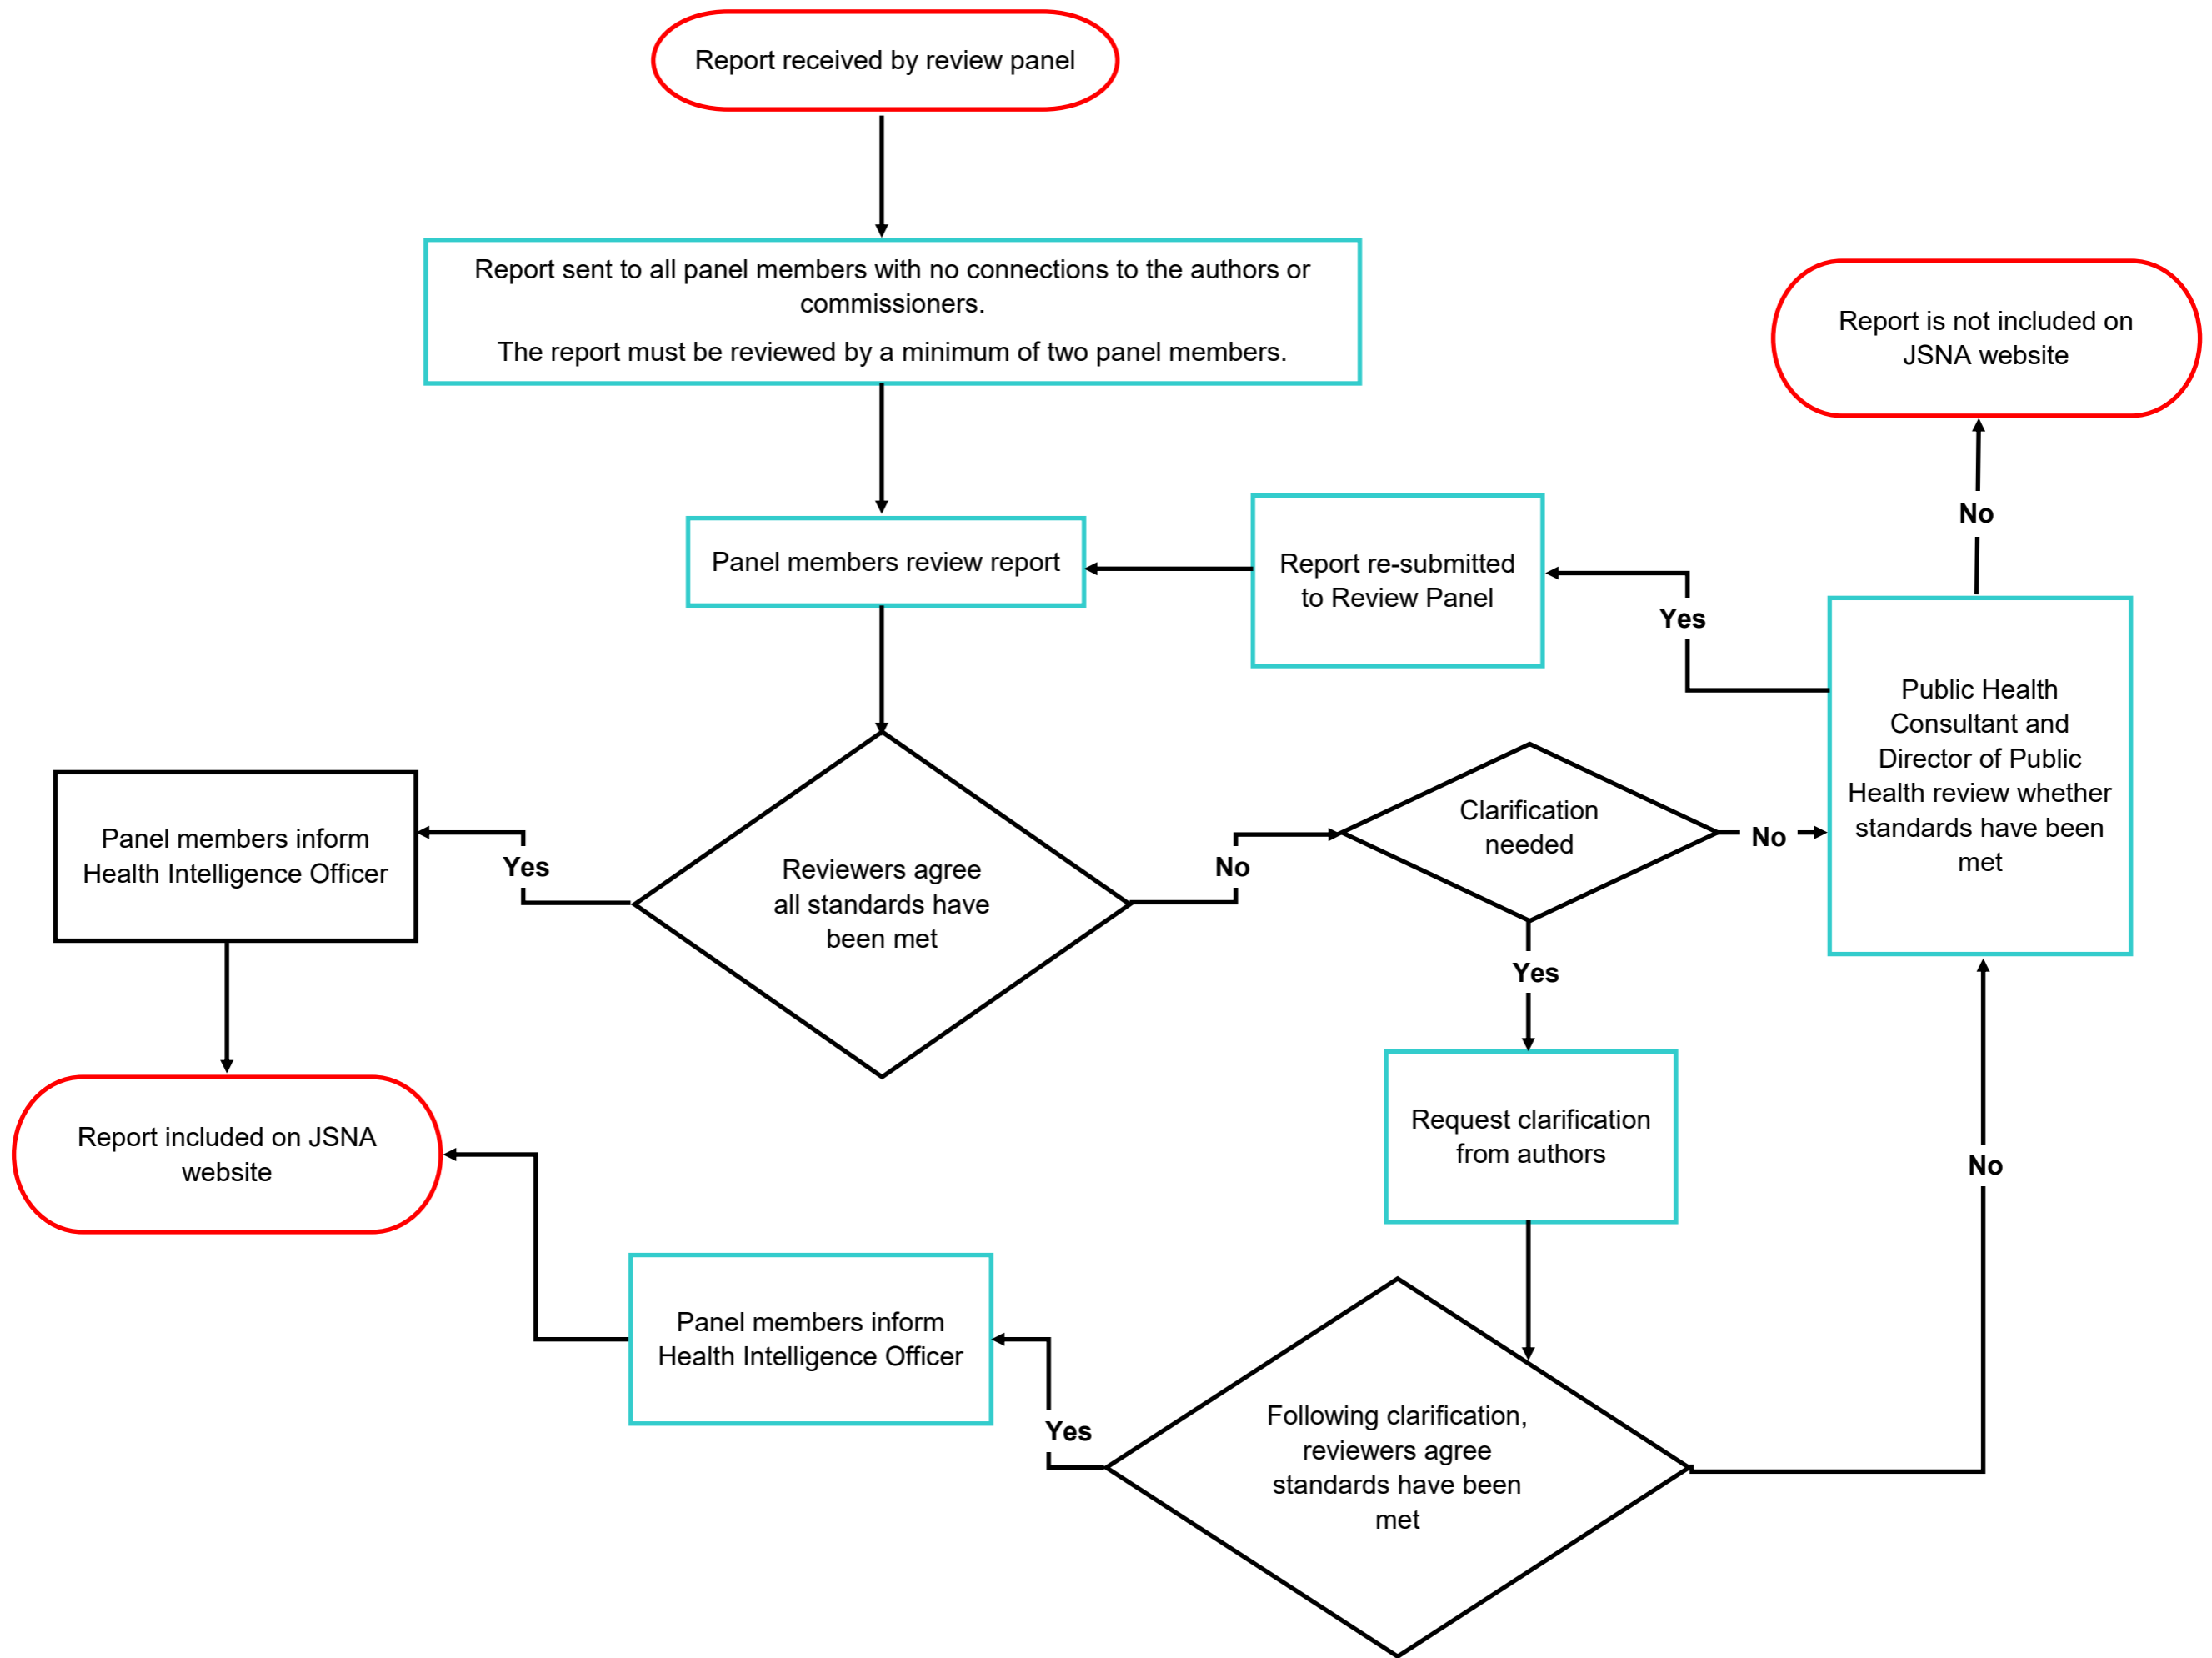 Report received by review panel
Report sent to all panel members with no connections to the authors or
commissioners.
The report must be reviewed by a minimum of two panel members.
Report is not included on
JSNA website
No
Panel members review report
Report re-submitted
to Review Panel
Yes
Public Health
Consultant and
Director of Public
Health review whether
standards have been
met
Panel members inform
Health Intelligence Officer
Yes
Reviewers agree
all standards have
been met
No
Clarification
needed
No
Yes
Report included on JSNA
website
Request clarification
from authors
No
Panel members inform
Health Intelligence Officer
Yes
Following clarification,
reviewers agree
standards have been
met